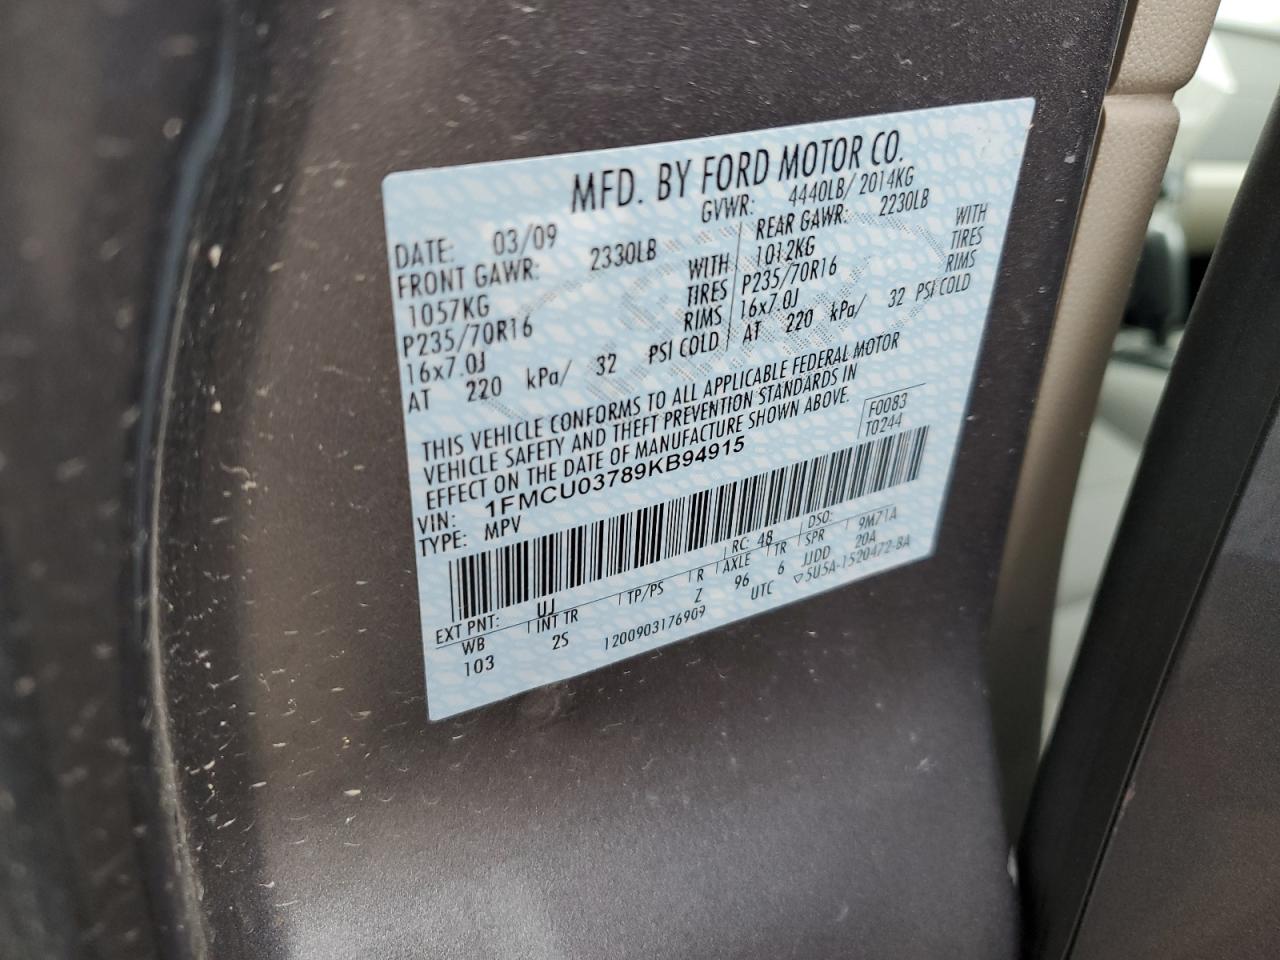 MFD. BY FORD MOTOR CO.
DATE: 03/09 GVWR: 4440LB/ 2014KG
FRONT GAWR: 2330LB REAR GAWR: 2230LB
1057KG WITH 1012KG WITH
P235/70R16 TIRES P235/70R16 TIRES
16x7.0J RIMS 16x7.0J RIMS
AT 220 kPa/ 32 PSI COLD AT 220 kPa/ 32 PSI COLD
THIS VEHICLE CONFORMS TO ALL APPLICABLE FEDERAL MOTOR
VEHICLE SAFETY AND THEFT PREVENTION STANDARDS IN
EFFECT ON THE DATE OF MANUFACTURE SHOWN ABOVE.
VIN: 1FMCU03789KB94915 F0083
TYPE: MPV T0244
EXT PNT: UJ RC: 48 DSO:
WB INT TR TP/PS R AXLE TR SPR 9M71A
103 2S Z 96 6 JJDD 20A
1200903176909 UTC ▽5U5A-1520472-BA